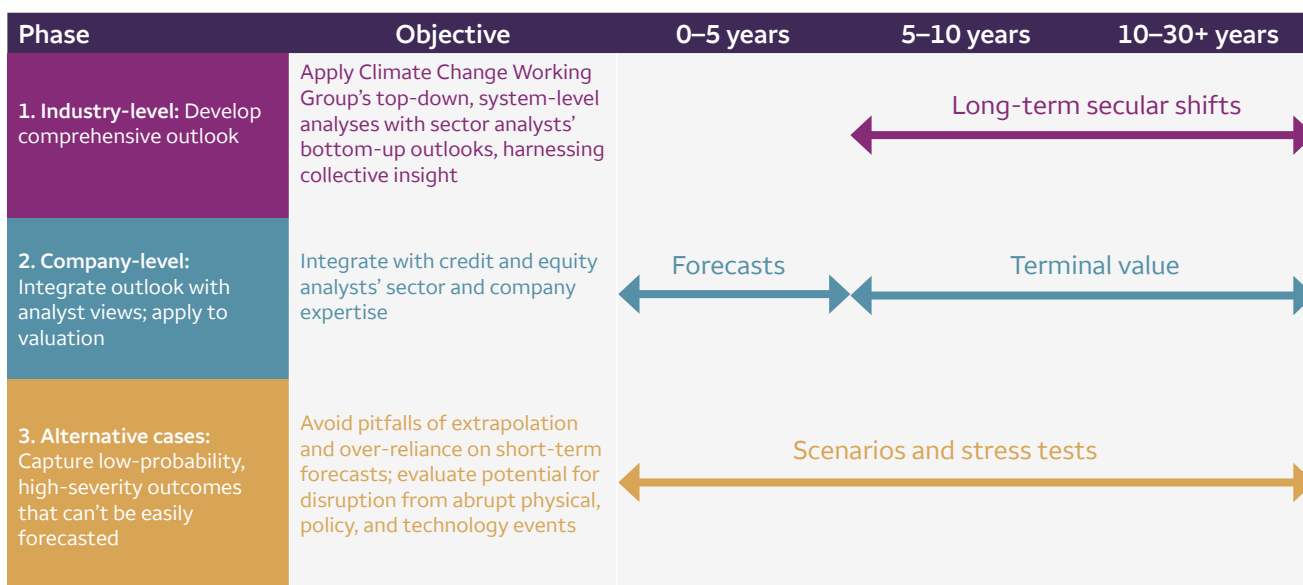 Phase
Objective
0–5 years
5–10 years
10–30+ years
1. Industry-level: Develop
comprehensive outlook
Apply Climate Change Working
Group’s top-down, system-level
analyses with sector analysts’
bottom-up outlooks, harnessing
collective insight
Long-term secular shifts
2. Company-level:
Integrate outlook with
analyst views; apply to
valuation
Integrate with credit and equity
analysts’ sector and company
expertise
Forecasts
Terminal value
3. Alternative cases:
Capture low-probability,
high-severity outcomes
that can’t be easily
forecasted
Avoid pitfalls of extrapolation
and over-reliance on short-term
forecasts; evaluate potential for
disruption from abrupt physical,
policy, and technology events
Scenarios and stress tests